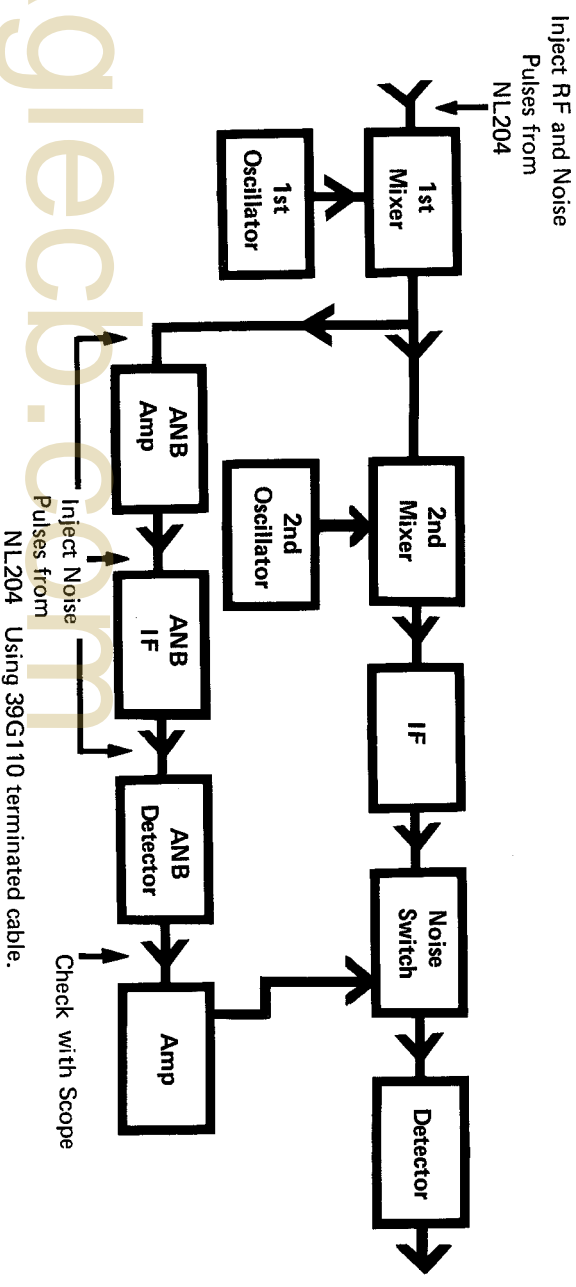 Inject RF and Noise
Pulses from
NL204
1st
Mixer
1st
Oscillator
2nd
Mixer
2nd
Oscillator
IF
Noise
Switch
Detector
ANB
Amp
ANB
IF
ANB
Detector
Amp
Inject Noise
Pulses from
NL204 Using 39G110 terminated cable.
Check with Scope
glecb.com